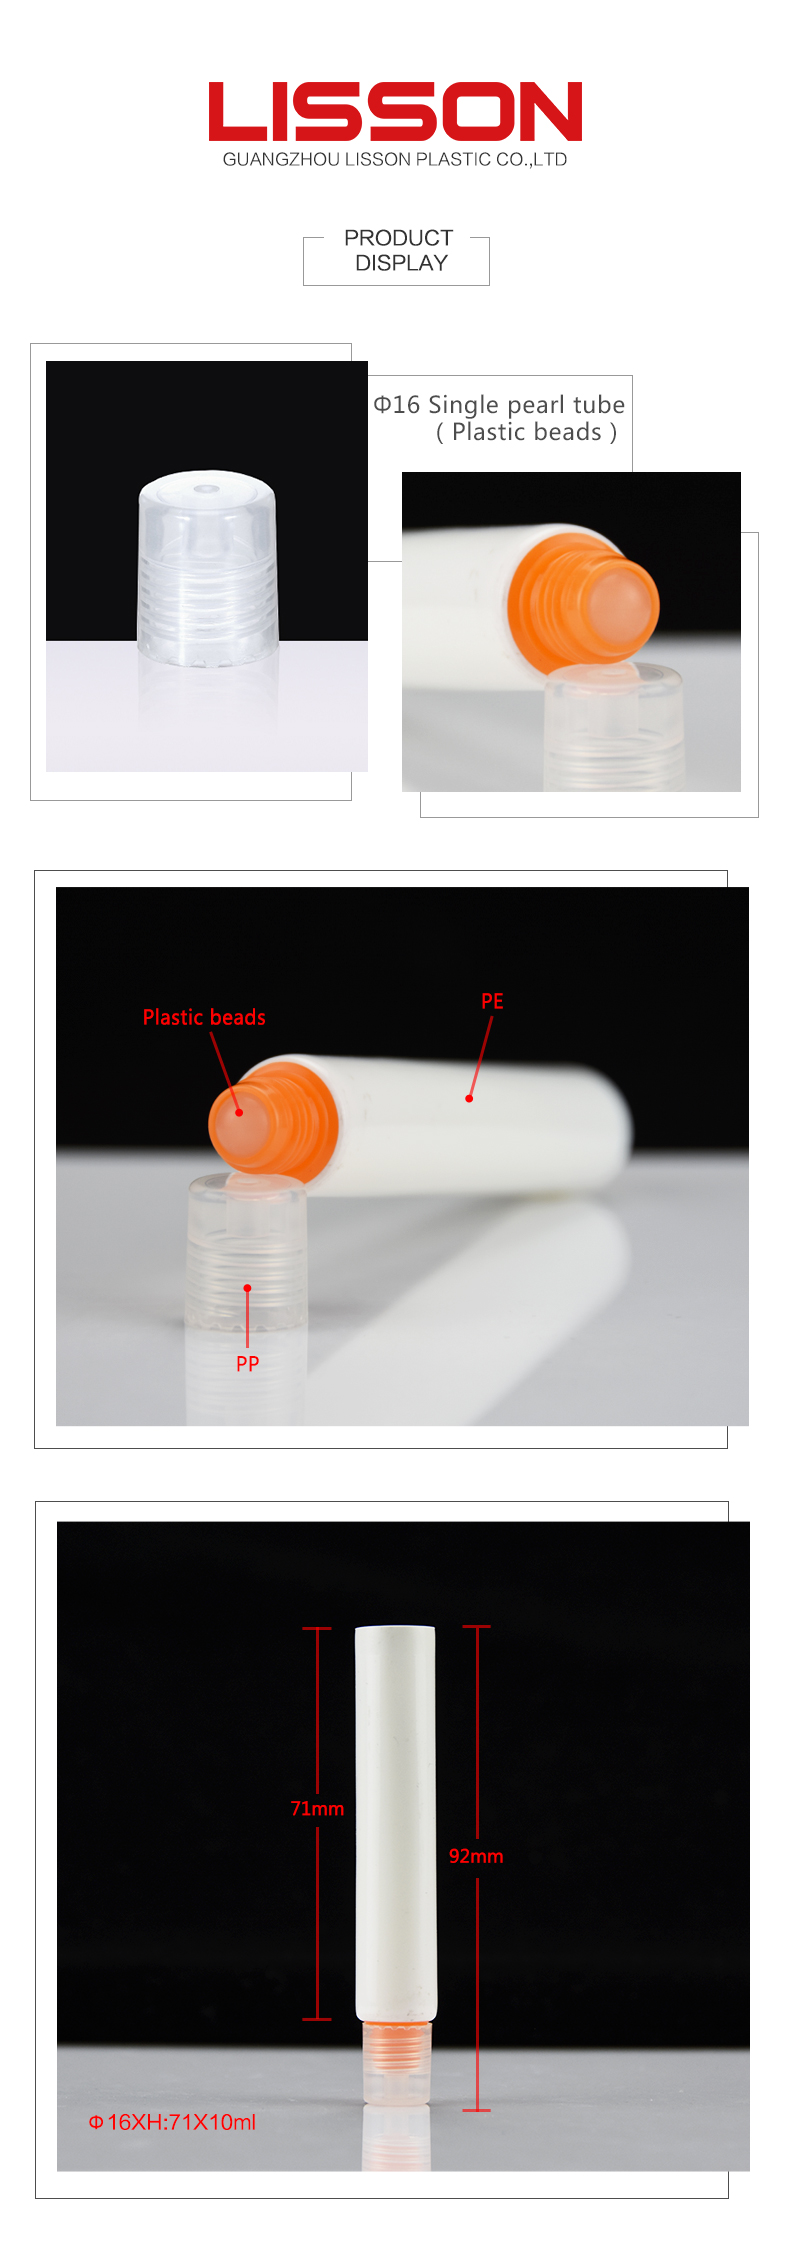 LISSON
GUANGZHOU LISSON PLASTIC CO.,LTD
PRODUCT
DISPLAY
Φ16 Single pearl tube
( Plastic beads )
Plastic beads
PE
PP
71mm
92mm
Φ16XH:71X10ml